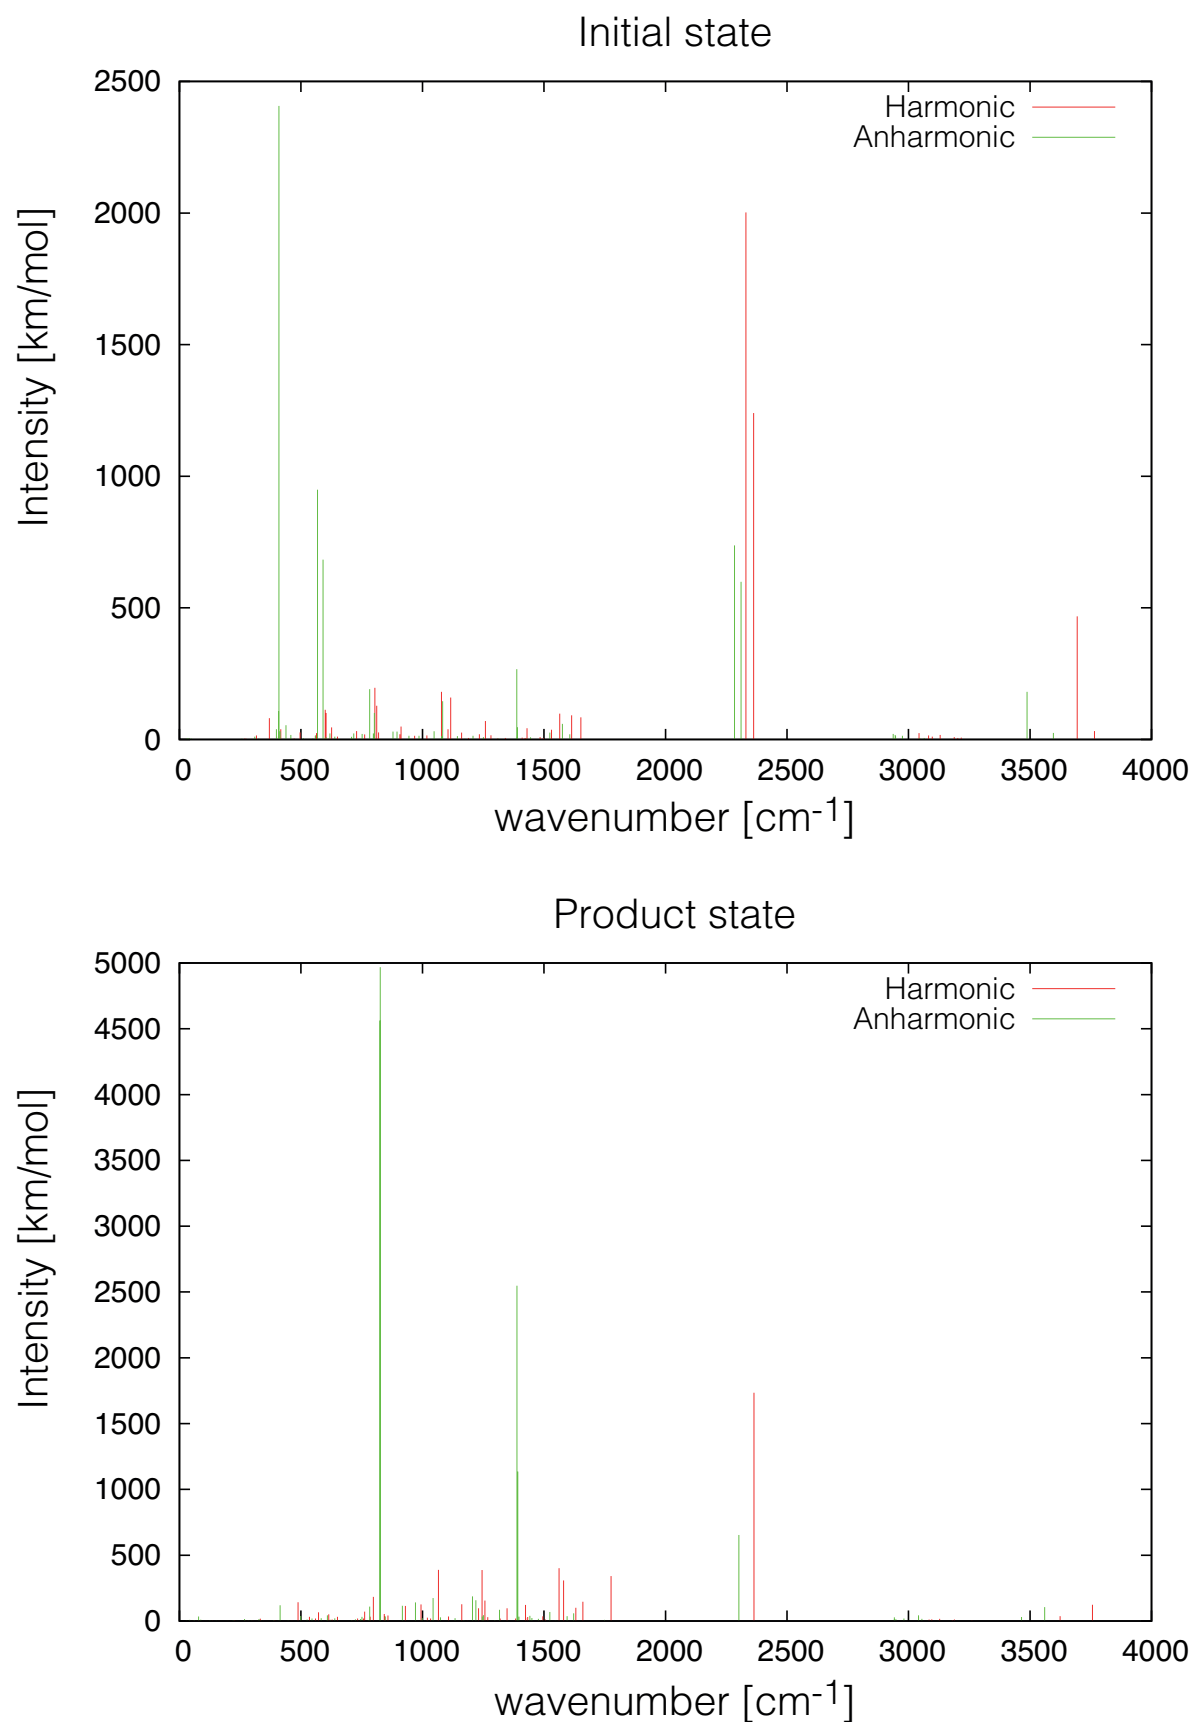 Initial state
Intensity [km/mol]
2500
2000
1500
1000
500
0
Harmonic
Anharmonic
0 500 1000 1500 2000 2500 3000 3500 4000
wavenumber [cm-1]
Product state
Intensity [km/mol]
5000
4500
4000
3500
3000
2500
2000
1500
1000
500
0
Harmonic
Anharmonic
0 500 1000 1500 2000 2500 3000 3500 4000
wavenumber [cm-1]